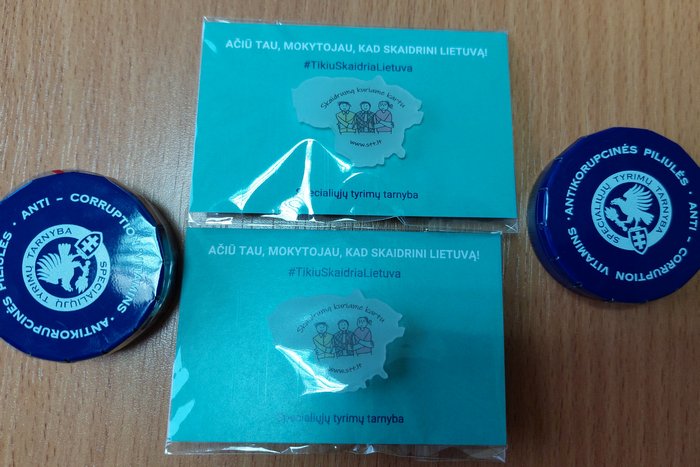 AČIŪ TAU, MOKYTOJAU, KAD SKAIDRINI LIETUVĄ!
#TikiuSkaidriaLietuva
Skaidrumą kuriame kartu
www.stt.lt
Specialiųjų tyrimų tarnyba
ANTIKORUPCINĖS PILIULĖS · ANTI - CORRUPTION VITAMINS ·
SPECIALIŲJŲ TYRIMŲ TARNYBA
ANTIKORUPCINĖS PILIULĖS · ANTI - CORRUPTION VITAMINS ·
SPECIALIŲJŲ TYRIMŲ TARNYBA
AČIŪ TAU, MOKYTOJAU, KAD SKAIDRINI LIETUVĄ!
#TikiuSkaidriaLietuva
Skaidrumą kuriame kartu
www.stt.lt
Specialiųjų tyrimų tarnyba